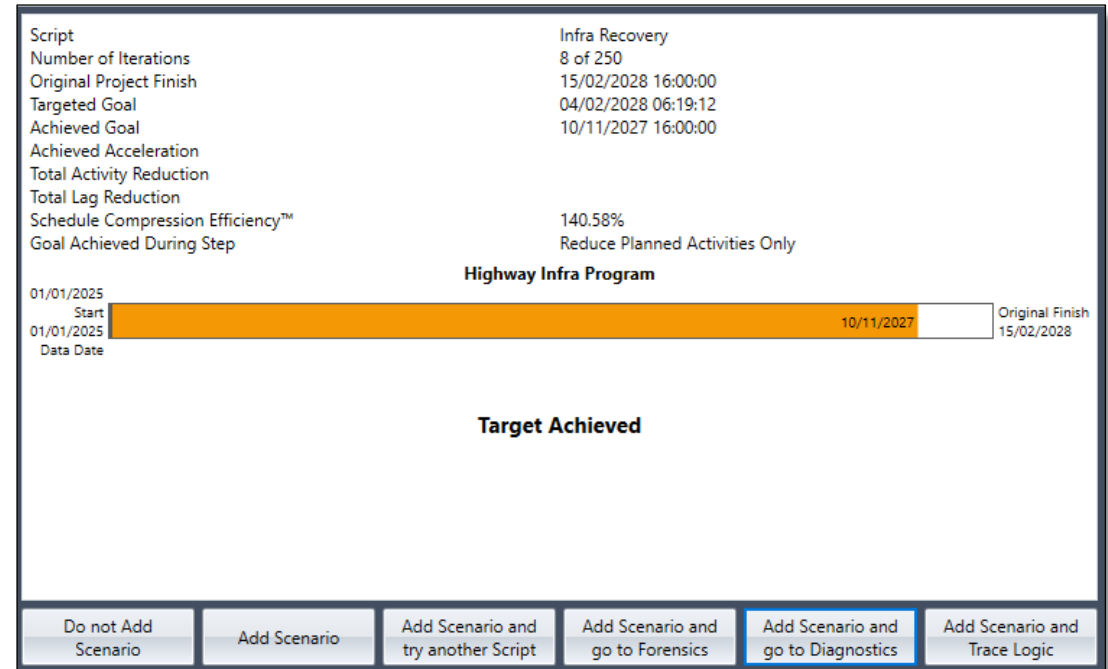 Script Infra Recovery
Number of Iterations 8 of 250
Original Project Finish 15/02/2028 16:00:00
Targeted Goal 04/02/2028 06:19:12
Achieved Goal 10/11/2027 16:00:00
Achieved Acceleration
Total Activity Reduction
Total Lag Reduction
Schedule Compression Efficiency™ 140.58%
Goal Achieved During Step Reduce Planned Activities Only
Highway Infra Program
01/01/2025
Start
01/01/2025
Data Date
10/11/2027
Original Finish
15/02/2028
Target Achieved
Do not Add
Scenario
Add Scenario
Add Scenario and
try another Script
Add Scenario and
go to Forensics
Add Scenario and
go to Diagnostics
Add Scenario and
Trace Logic